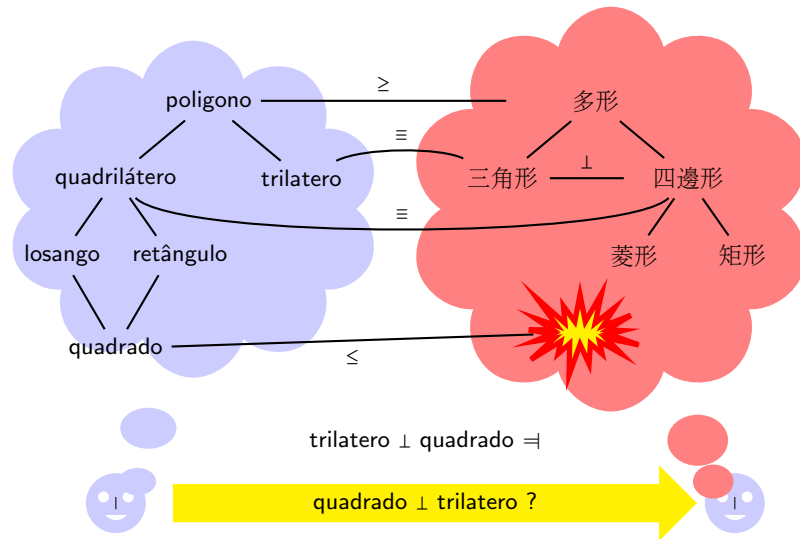 ≥
poligono 多形
≡
⊥
quadrilátero trilatero 三角形 四邊形
≡
losango retângulo 菱形 矩形
quadrado
≤
trilatero ⊥ quadrado ⫤
quadrado ⊥ trilatero ?